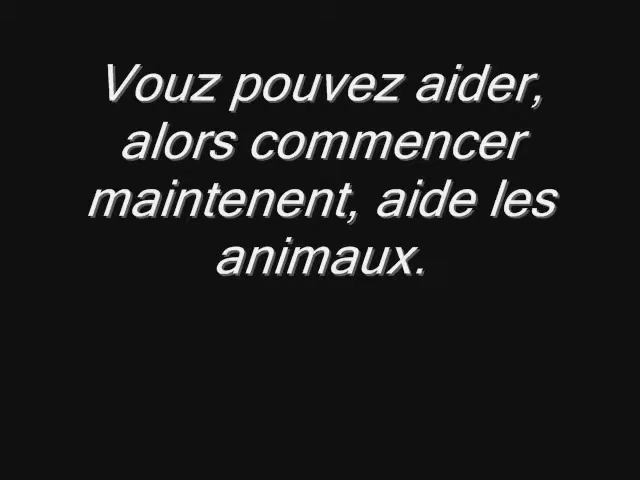 Vouz pouvez aider,
alors commencer
maintenent, aide les
animaux.